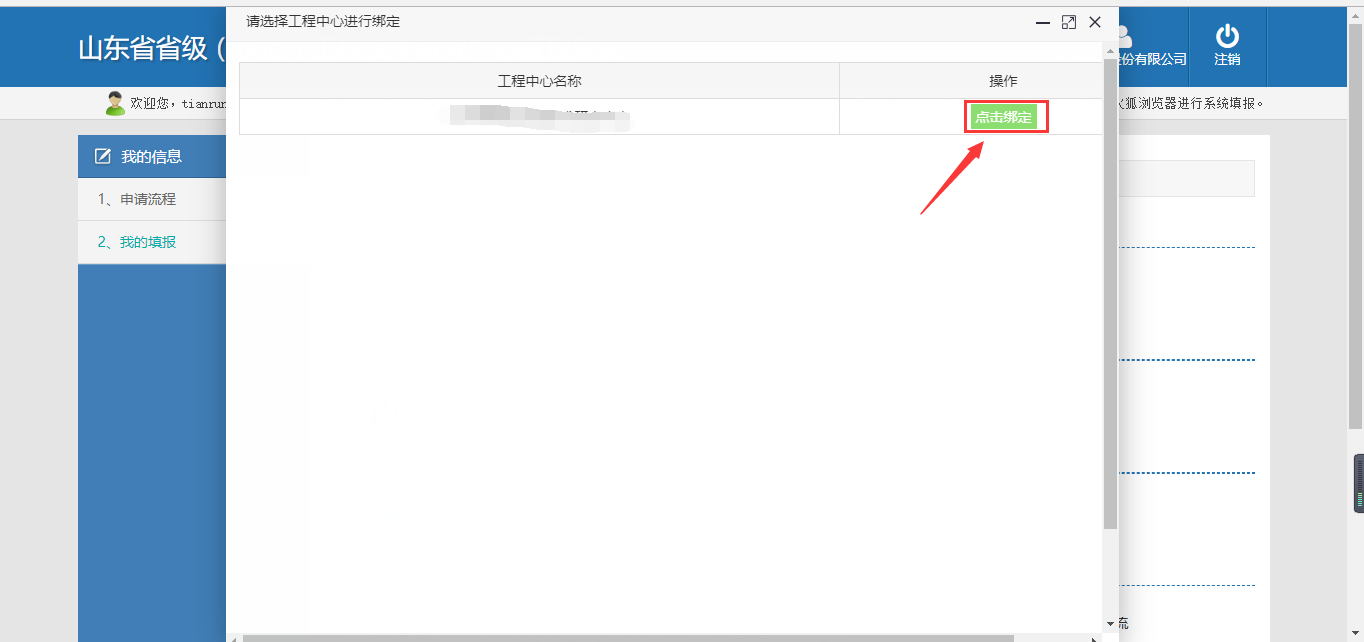 请选择工程中心进行绑定
山东省省级（
份有限公司
注销
欢迎您，tianrun
狐浏览器进行系统填报。
工程中心名称
操作
点击绑定
我的信息
1、申请流程
2、我的填报
流